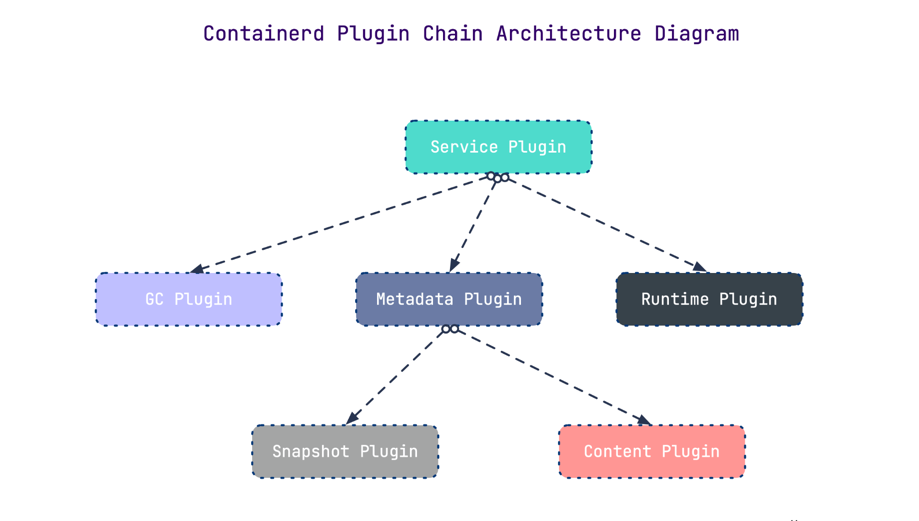 Containerd Plugin Chain Architecture Diagram
Service Plugin
GC Plugin
Metadata Plugin
Runtime Plugin
Snapshot Plugin
Content Plugin